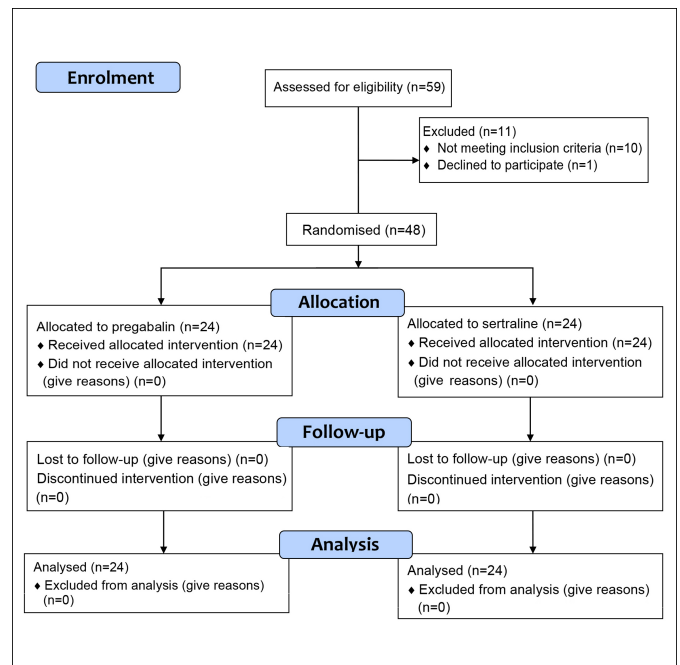 Enrolment
Assessed for eligibility (n=59)
Excluded (n=11)
♦ Not meeting inclusion criteria (n=10)
♦ Declined to participate (n=1)
Randomised (n=48)
Allocation
Allocated to pregabalin (n=24)
♦ Received allocated intervention (n=24)
♦ Did not receive allocated intervention
(give reasons) (n=0)
Allocated to sertraline (n=24)
♦ Received allocated intervention (n=24)
♦ Did not receive allocated intervention
(give reasons) (n=0)
Follow-up
Lost to follow-up (give reasons) (n=0)
Discontinued intervention (give reasons)
(n=0)
Lost to follow-up (give reasons) (n=0)
Discontinued intervention (give reasons)
(n=0)
Analysis
Analysed (n=24)
♦ Excluded from analysis (give reasons)
(n=0)
Analysed (n=24)
♦ Excluded from analysis (give reasons)
(n=0)